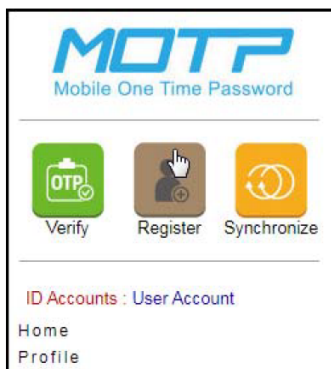 MOTP
Mobile One Time Password
OTP
Verify Register Synchronize
ID Accounts : User Account
Home
Profile